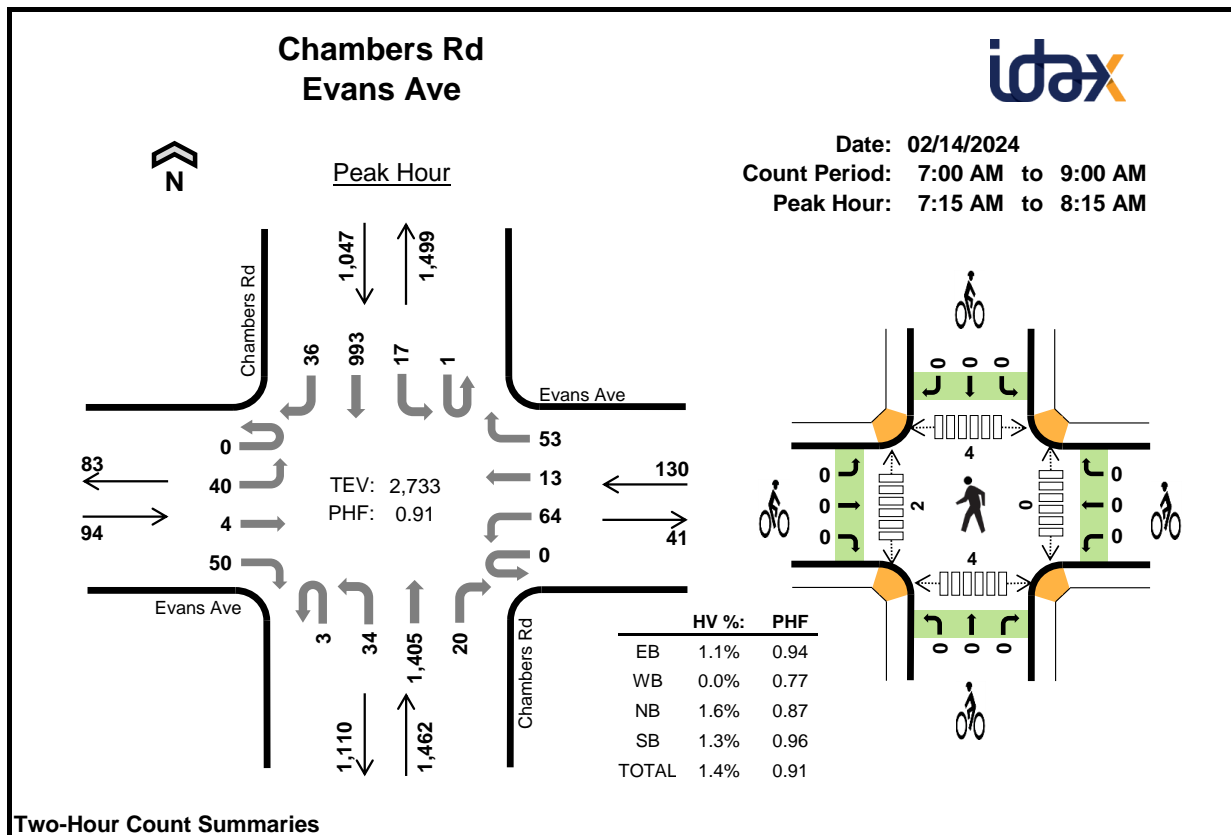 Chambers Rd
Evans Ave
idax
Date: 02/14/2024
Count Period: 7:00 AM to 9:00 AM
Peak Hour: 7:15 AM to 8:15 AM
N
Peak Hour
1,047
1,499
Chambers Rd
36
993
17
1
Evans Ave
0
40
4
50
83
94
TEV: 2,733
PHF: 0.91
53
13
64
0
130
41
Evans Ave
3
34
1,405
20
Chambers Rd
1,110
1,462
HV %: PHF
EB 1.1% 0.94
WB 0.0% 0.77
NB 1.6% 0.87
SB 1.3% 0.96
TOTAL 1.4% 0.91
0 0 0
4
0
0
0
2
0
0
0
0
4
0 0 0
Two-Hour Count Summaries